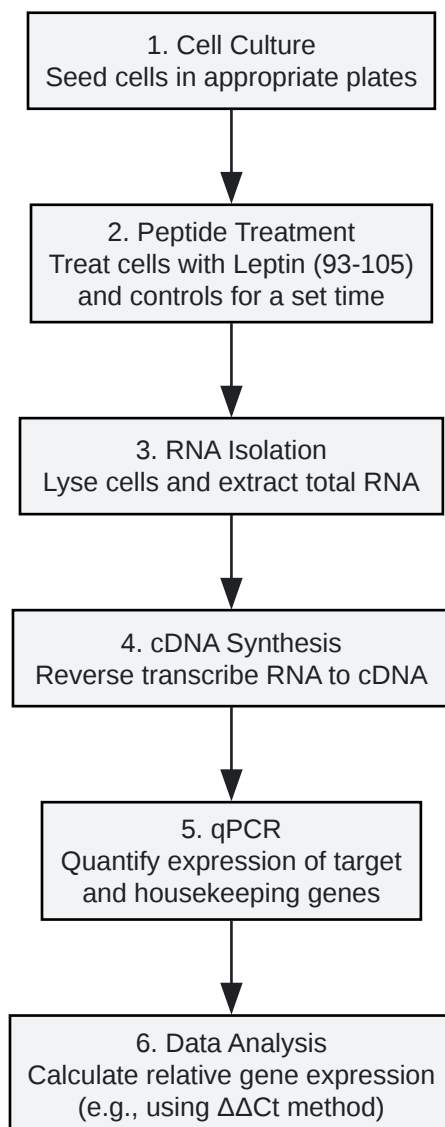 1. Cell Culture
Seed cells in appropriate plates
2. Peptide Treatment
Treat cells with Leptin (93-105)
and controls for a set time
3. RNA Isolation
Lyse cells and extract total RNA
4. cDNA Synthesis
Reverse transcribe RNA to cDNA
5. qPCR
Quantify expression of target
and housekeeping genes
6. Data Analysis
Calculate relative gene expression
(e.g., using ΔΔCt method)